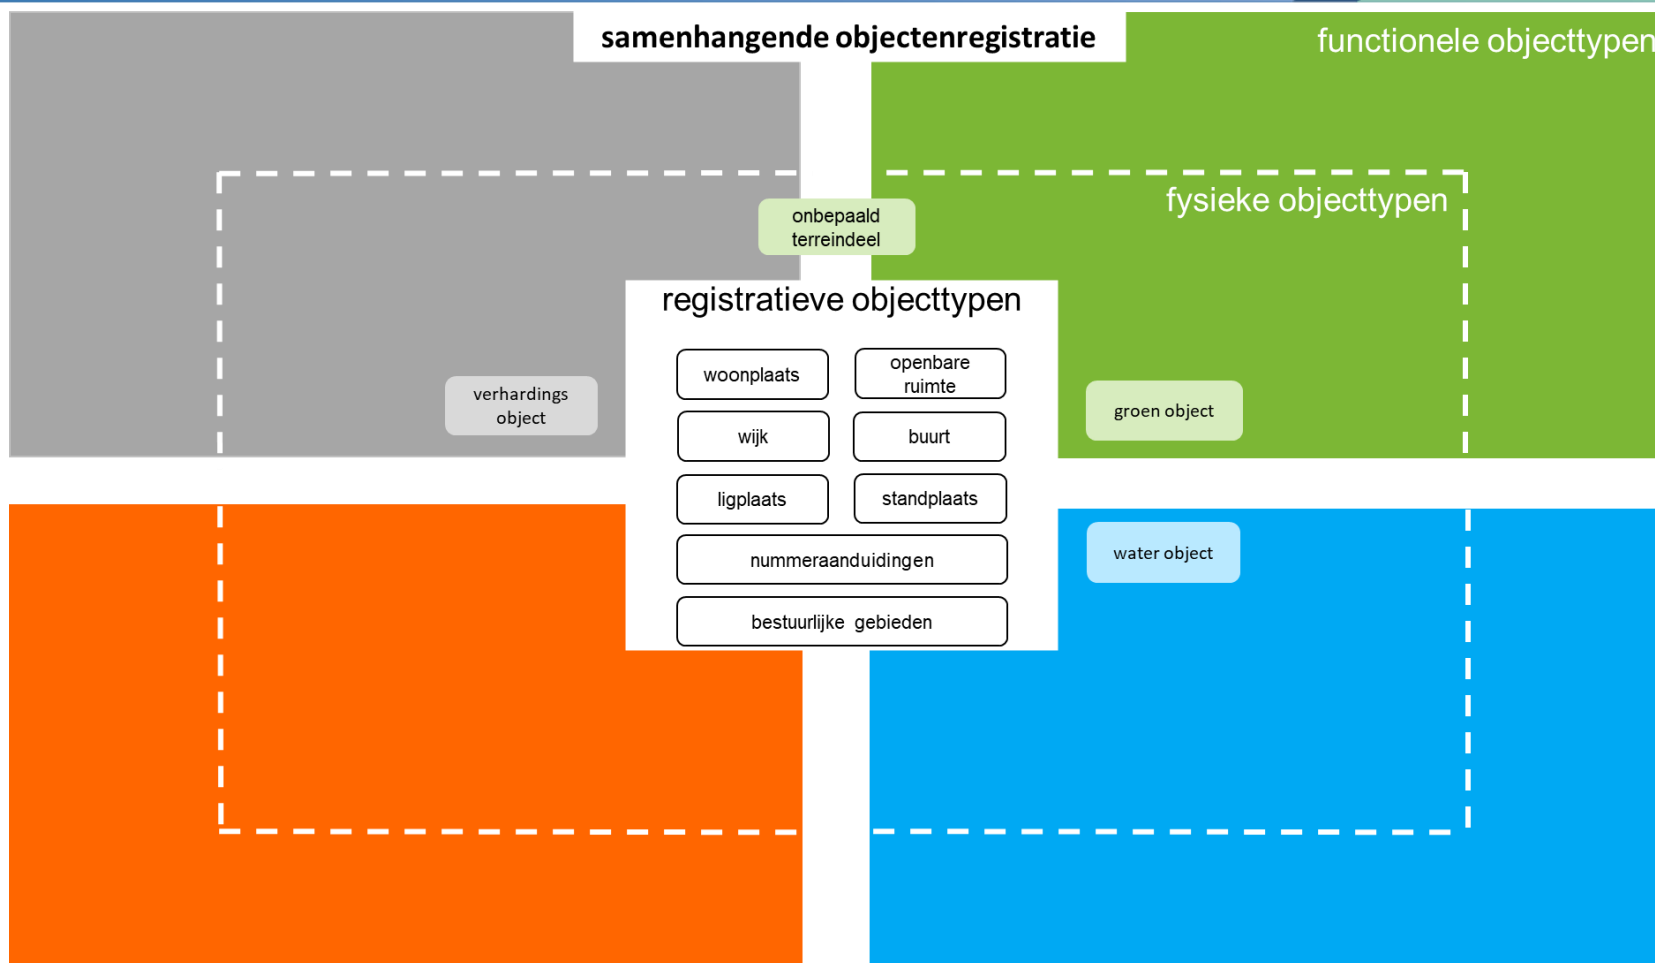 samenhangende objectenregistratie
functionele objecttypen
fysieke objecttypen
onbepaald
terreindeel
registratieve objecttypen
woonplaats
openbare
ruimte
verhardings
object
groen object
wijk
buurt
ligplaats
standplaats
water object
nummeraanduidingen
bestuurlijke gebieden